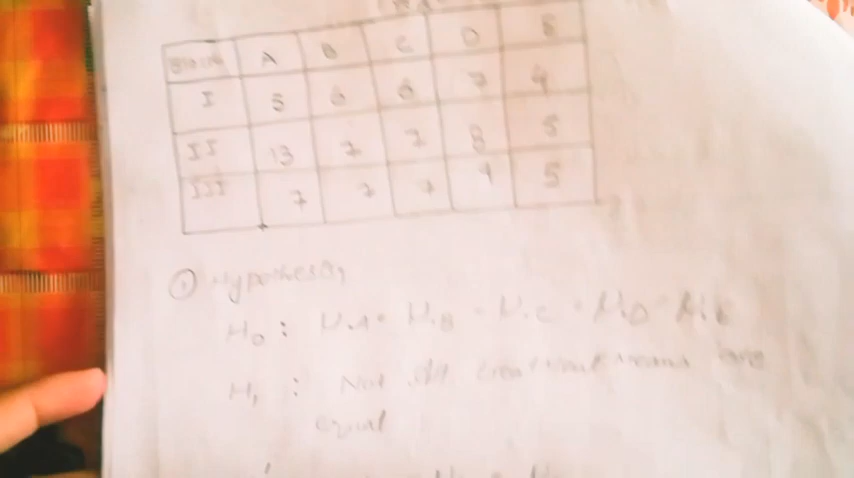 Block A B C D E
I 5 6 6 7 4
II 13 7 7 8 5
III 7 7 7 4 5
① Hypothesis,
H₀ : μ.A = μ.B = μ.C = μ.D = μ.E
H₁ : Not all treatment means are
equal